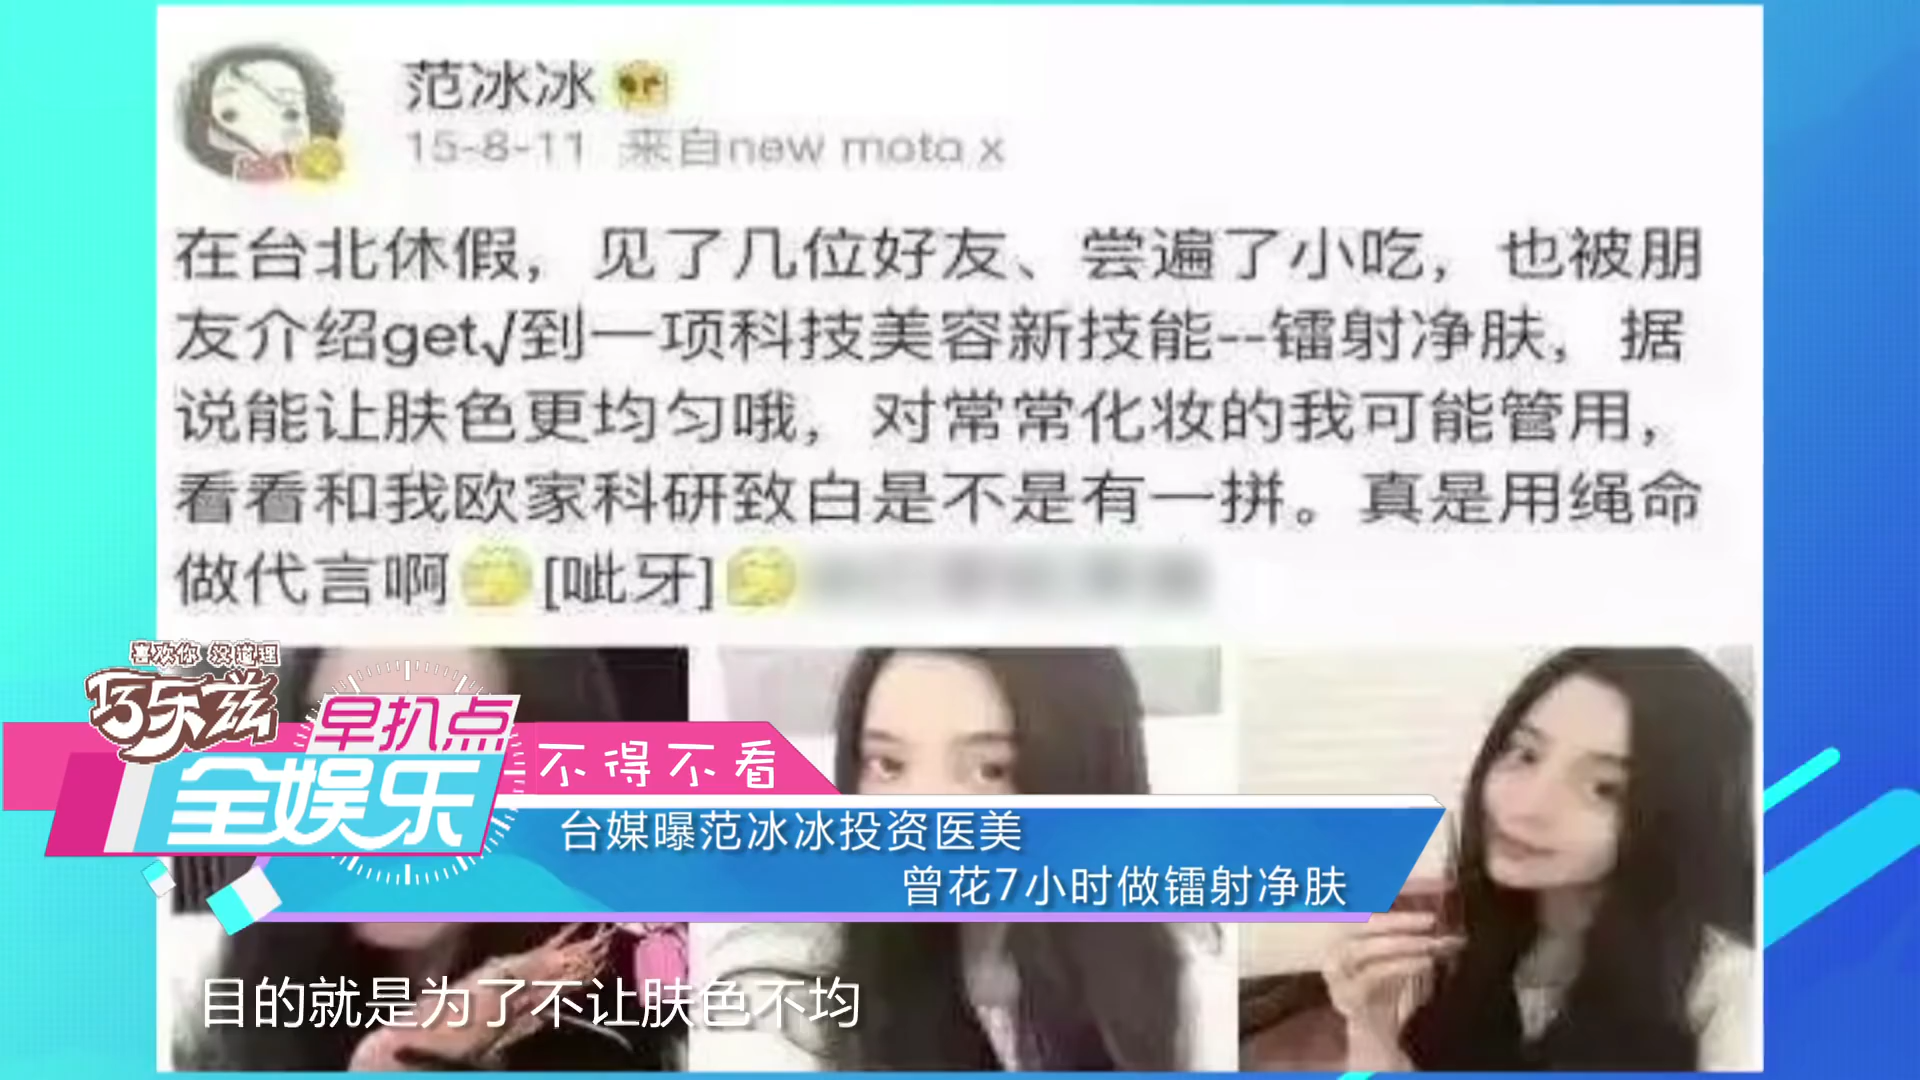 范冰冰
15-8-11 来自new moto x
在台北休假，见了几位好友、尝遍了小吃，也被朋
友介绍get√到一项科技美容新技能--镭射净肤，据
说能让肤色更均匀哦，对常常化妆的我可能管用，
看看和我欧家科研致白是不是有一拼。真是用绳命
做代言啊[呲牙]
喜欢你 没道理
巧乐兹
早扒点
全娱乐
不得不看
台媒曝范冰冰投资医美
曾花7小时做镭射净肤
目的就是为了不让肤色不均